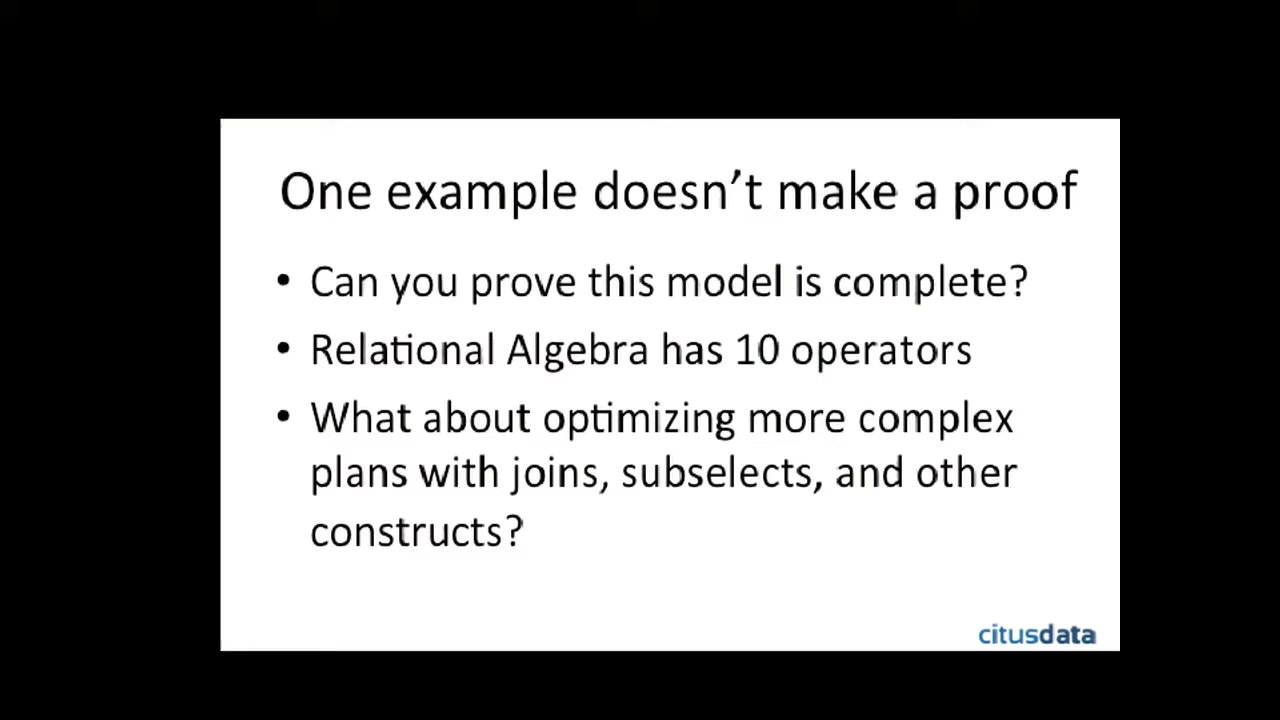 One example doesn’t make a proof
• Can you prove this model is complete?
• Relational Algebra has 10 operators
• What about optimizing more complex
plans with joins, subselects, and other
constructs?
citusdata